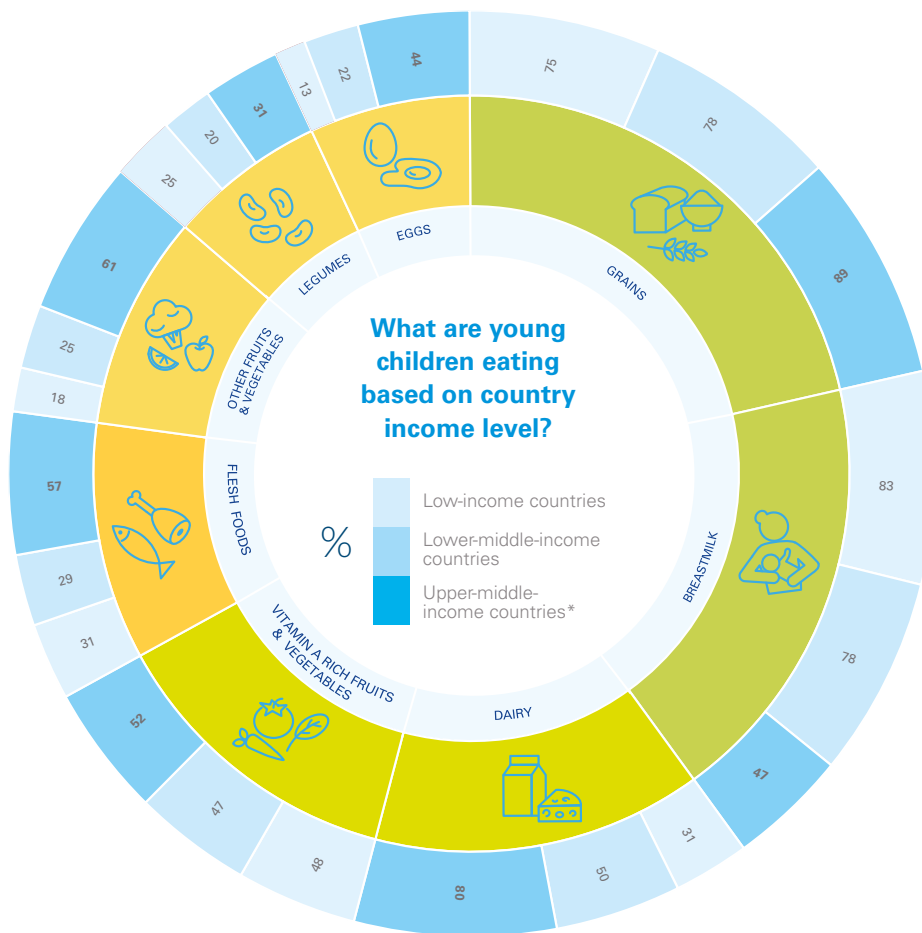 What are young
children eating
based on country
income level?
%
Low-income countries
Lower-middle-income
countries
Upper-middle-
income countries*
GRAINS
75
78
89
BREASTMILK
83
78
47
DAIRY
31
50
80
VITAMIN A RICH FRUITS
& VEGETABLES
48
47
52
FLESH FOODS
31
29
57
OTHER FRUITS
& VEGETABLES
18
25
61
LEGUMES
25
20
31
EGGS
13
22
44